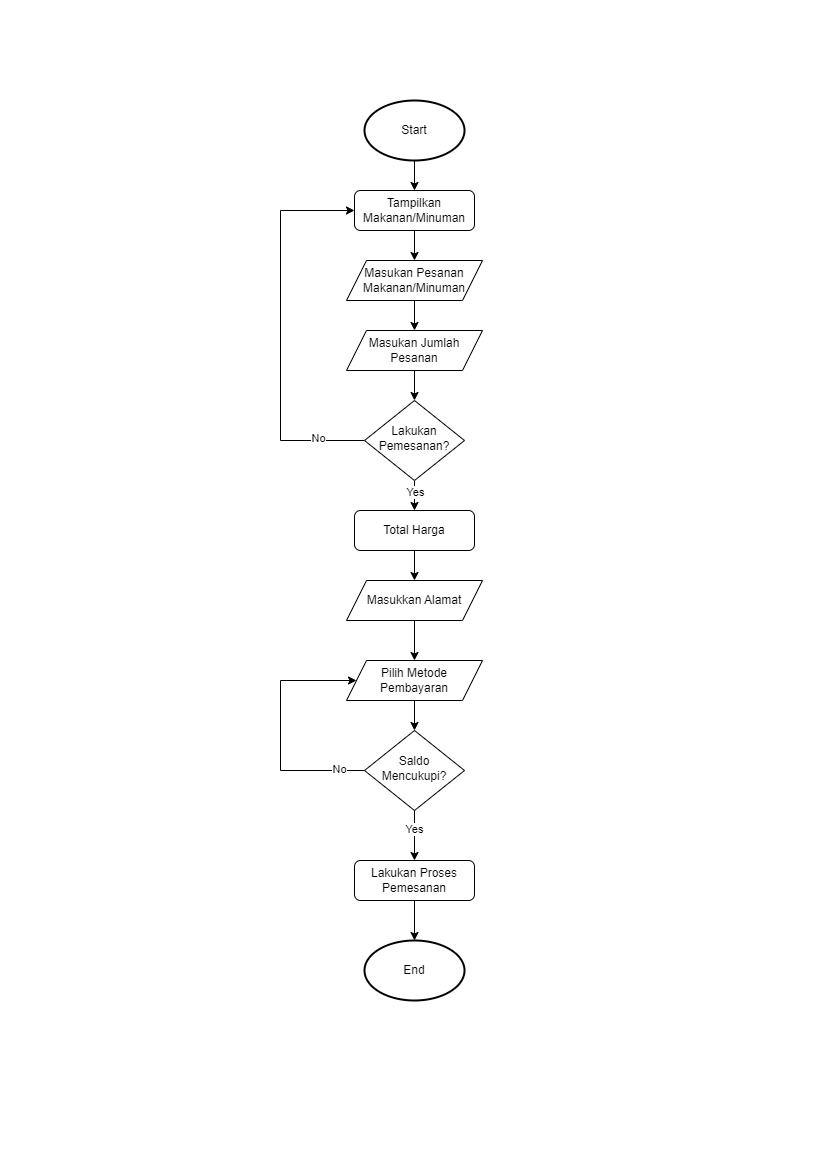 Start
Tampilkan
Makanan/Minuman
Masukan Pesanan
Makanan/Minuman
Masukan Jumlah
Pesanan
Lakukan
Pemesanan?
No
Yes
Total Harga
Masukkan Alamat
Pilih Metode
Pembayaran
Saldo
Mencukupi?
No
Yes
Lakukan Proses
Pemesanan
End